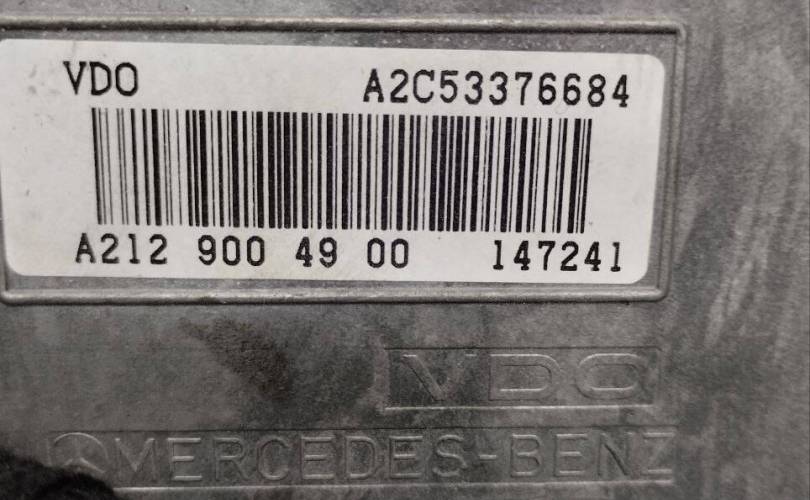 VDO A2C53376684
A212 900 49 00 147241
VDO
MERCEDES-BENZ